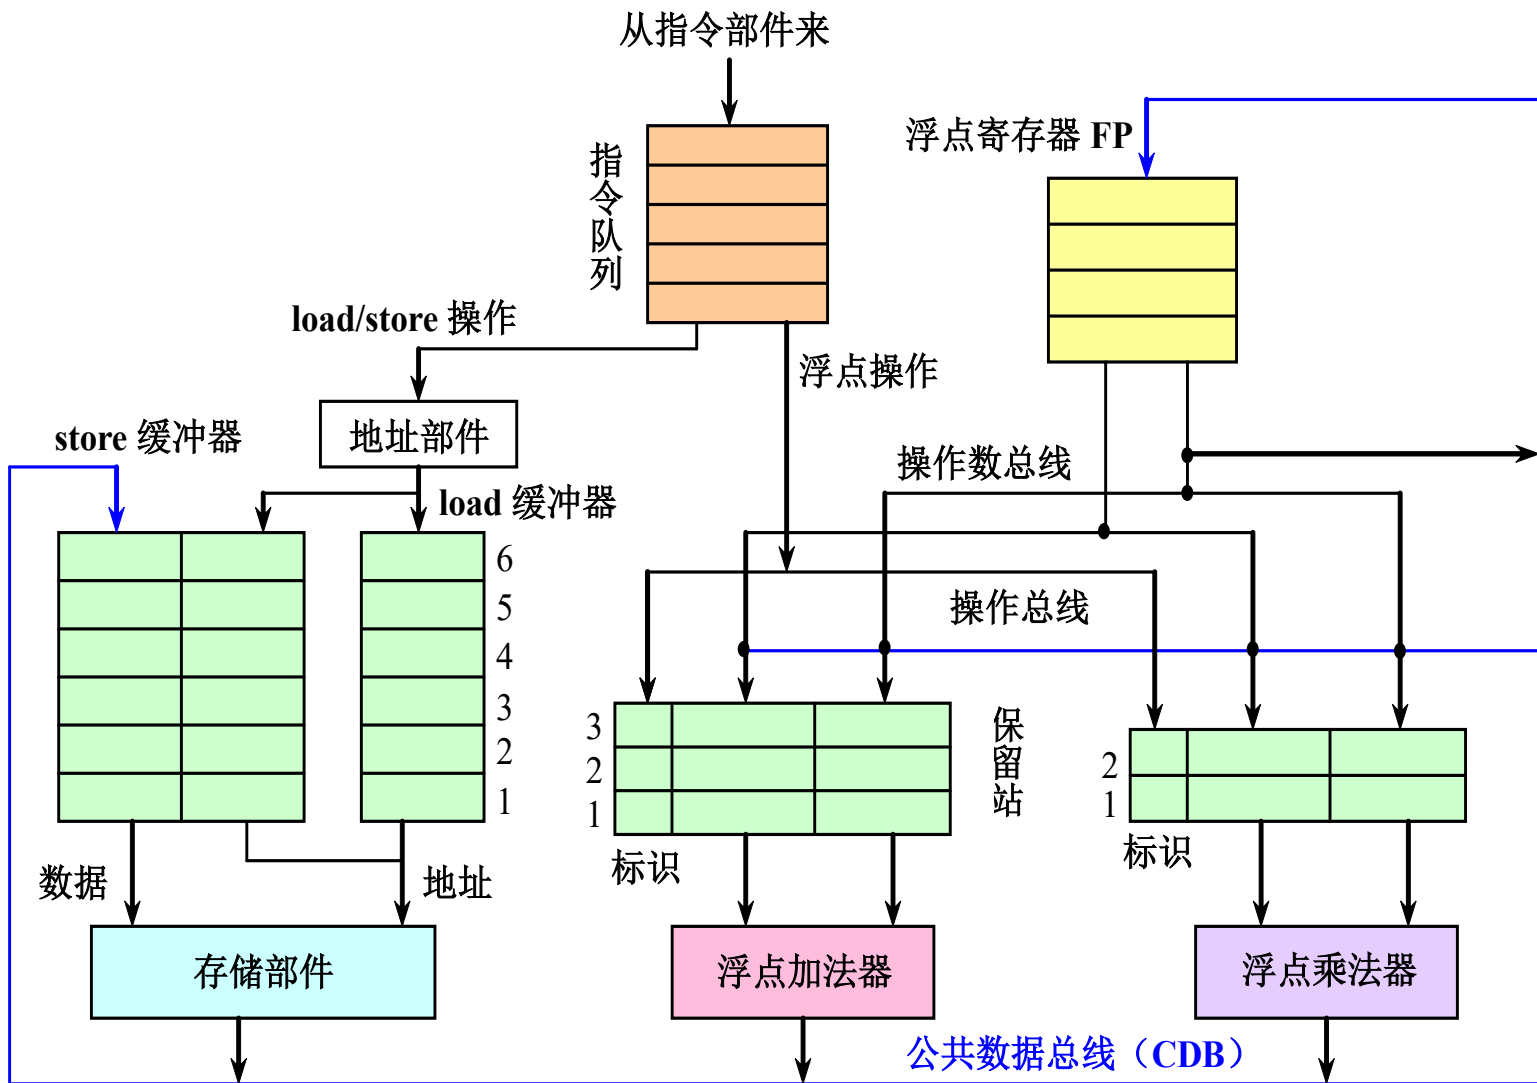 从指令部件来
浮点寄存器 FP
指令队列
load/store 操作
浮点操作
地址部件
store 缓冲器
操作数总线
load 缓冲器
6
5
4
3
2
1
操作总线
3
2
1
保留站
2
1
标识
标识
数据
地址
存储部件
浮点加法器
浮点乘法器
公共数据总线（CDB）